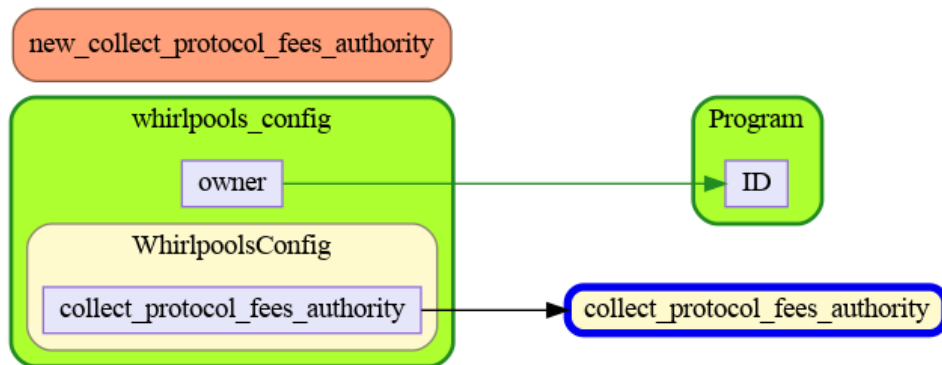 new_collect_protocol_fees_authority
whirlpools_config
Program
owner
ID
WhirlpoolsConfig
collect_protocol_fees_authority
collect_protocol_fees_authority